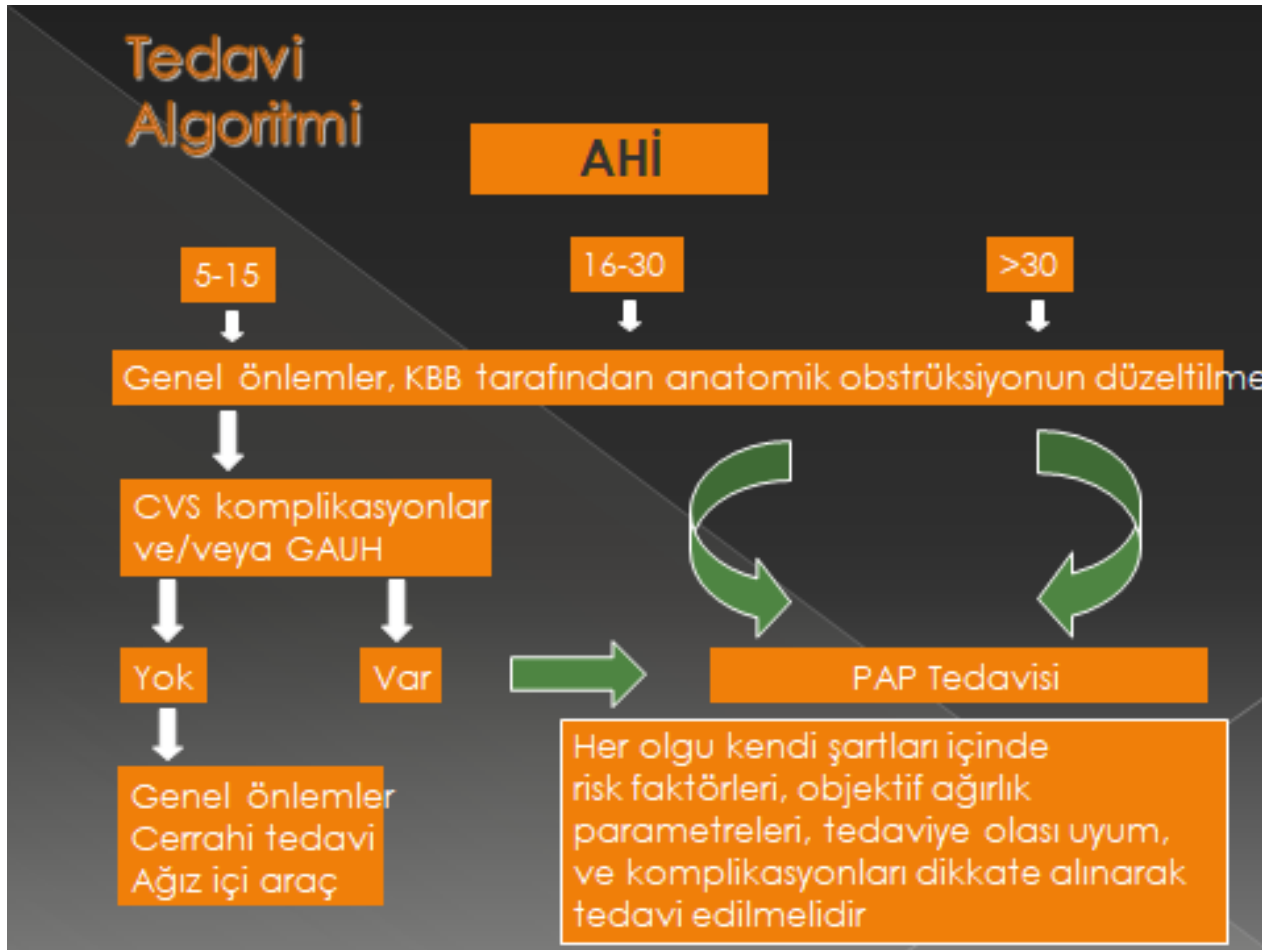 Tedavi
Algoritmi
AHİ
5-15
16-30
>30
Genel önlemler, KBB tarafından anatomik obstrüksiyonun düzeltilme
CVS komplikasyonlar
ve/veya GAUH
Yok
Var
PAP Tedavisi
Genel önlemler
Cerrahi tedavi
Ağız içi araç
Her olgu kendi şartları içinde
risk faktörleri, objektif ağırlık
parametreleri, tedaviye olası uyum,
ve komplikasyonları dikkate alınarak
tedavi edilmelidir